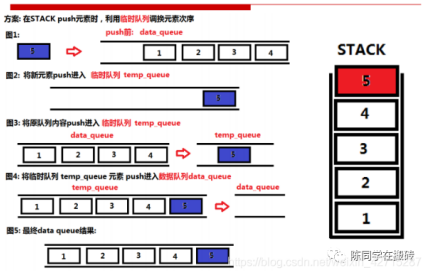 方案: 在STACK push元素时，利用临时队列调换元素次序
图1:
push前: data_queue
5
1 2 3 4
图2: 将新元素push进入 临时队列 temp_queue
5
图3: 将原队列内容push进入 临时队列 temp_queue
data_queue temp_queue
1 2 3 4 5
图4: 将临时队列 temp_queue 元素 push进入数据队列data_queue
temp_queue data_queue
1 2 3 4 5
图5: 最终data queue结果:
1 2 3 4 5
STACK
5
4
3
2
1
陈同学在搬砖